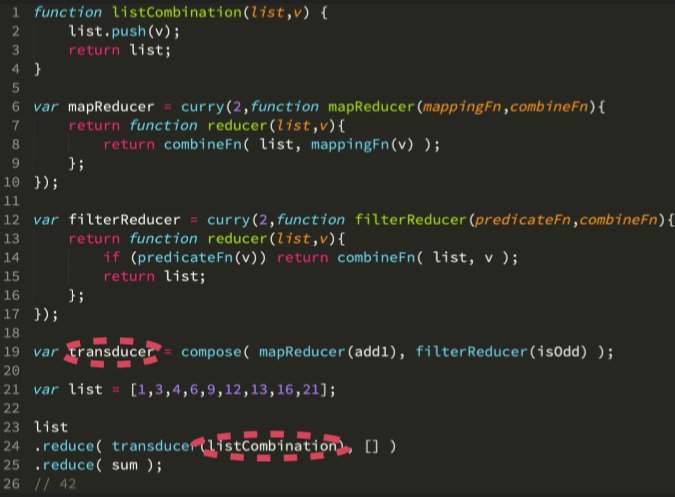 1 function listCombination(list,v) {
2     list.push(v);
3     return list;
4 }
5
6 var mapReducer = curry(2,function mapReducer(mappingFn,combineFn){
7     return function reducer(list,v){
8         return combineFn( list, mappingFn(v) );
9     };
10 });
11
12 var filterReducer = curry(2,function filterReducer(predicateFn,combineFn){
13     return function reducer(list,v){
14         if (predicateFn(v)) return combineFn( list, v );
15         return list;
16     };
17 });
18
19 var transducer = compose( mapReducer(add1), filterReducer(isOdd) );
20
21 var list = [1,3,4,6,9,12,13,16,21];
22
23 list
24 .reduce( transducer(listCombination), [] )
25 .reduce( sum );
26 // 42